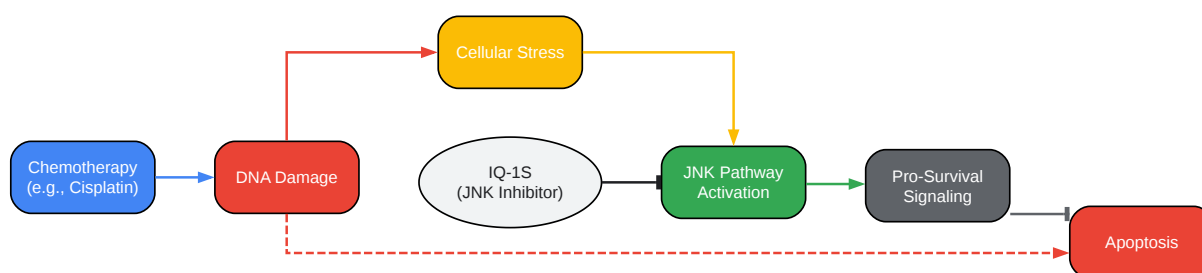 Cellular Stress
Chemotherapy
(e.g., Cisplatin)
DNA Damage
IQ-1S
(JNK Inhibitor)
JNK Pathway
Activation
Pro-Survival
Signaling
Apoptosis